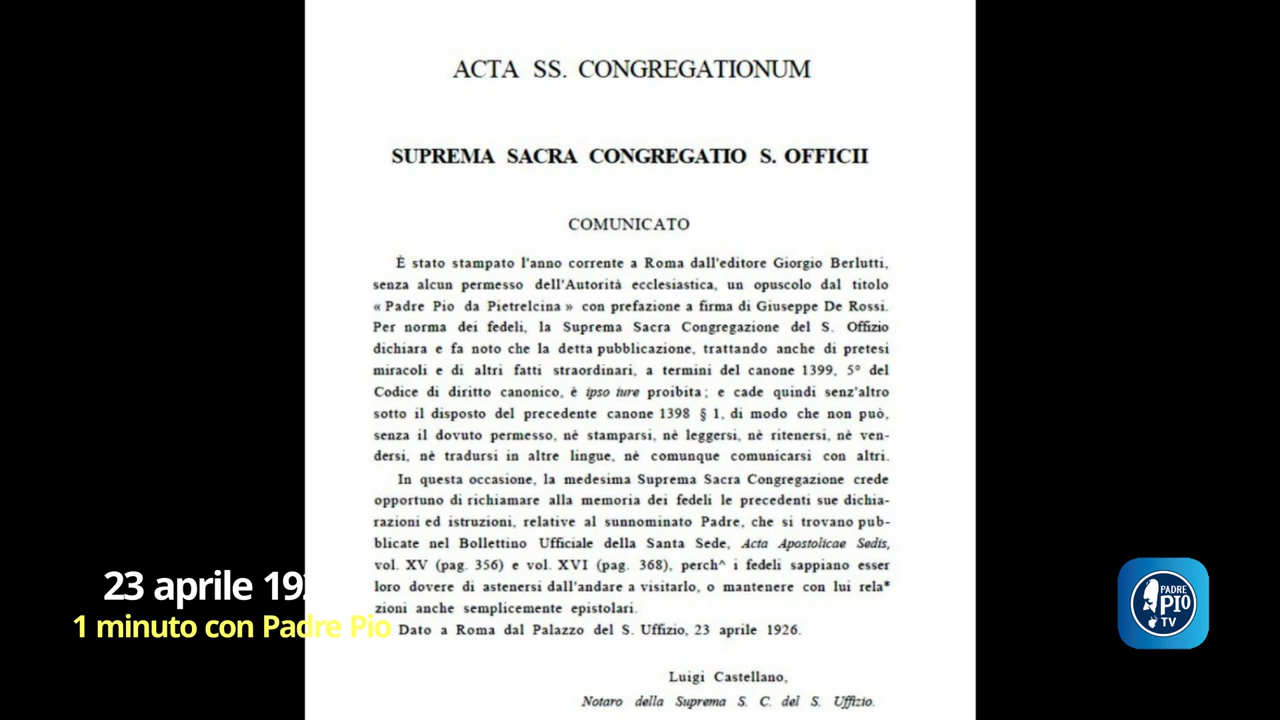 ACTA SS. CONGREGATIONUM
SUPREMA SACRA CONGREGATIO S. OFFICII
COMUNICATO
È stato stampato l'anno corrente a Roma dall'editore Giorgio Berlutti,
senza alcun permesso dell'Autorità ecclesiastica, un opuscolo dal titolo
« Padre Pio da Pietrelcina » con prefazione a firma di Giuseppe De Rossi.
Per norma dei fedeli, la Suprema Sacra Congregazione del S. Offizio
dichiara e fa noto che la detta pubblicazione, trattando anche di pretesi
miracoli e di altri fatti straordinari, a termini del canone 1399, 5° del
Codice di diritto canonico, è ipso iure proibita; e cade quindi senz'altro
sotto il disposto del precedente canone 1398 § 1, di modo che non può,
senza il dovuto permesso, nè stamparsi, nè leggersi, nè ritenersi, nè ven-
dersi, nè tradursi in altre lingue, nè comunque comunicarsi con altri.
In questa occasione, la medesima Suprema Sacra Congregazione crede
opportuno di richiamare alla memoria dei fedeli le precedenti sue dichia-
razioni ed istruzioni, relative al sunnominato Padre, che si trovano pub-
blicate nel Bollettino Ufficiale della Santa Sede, Acta Apostolicae Sedis,
vol. XV (pag. 356) e vol. XVI (pag. 368), perch^ i fedeli sappiano esser
loro dovere di astenersi dall'andare a visitarlo, o mantenere con lui rela*
zioni anche semplicemente epistolari.
Dato a Roma dal Palazzo del S. Uffizio, 23 aprile 1926.
Luigi Castellano,
Notaro della Suprema S. C. del S. Uffizio.
23 aprile
1 minuto con Padre Pio
PADRE
PIO
TV